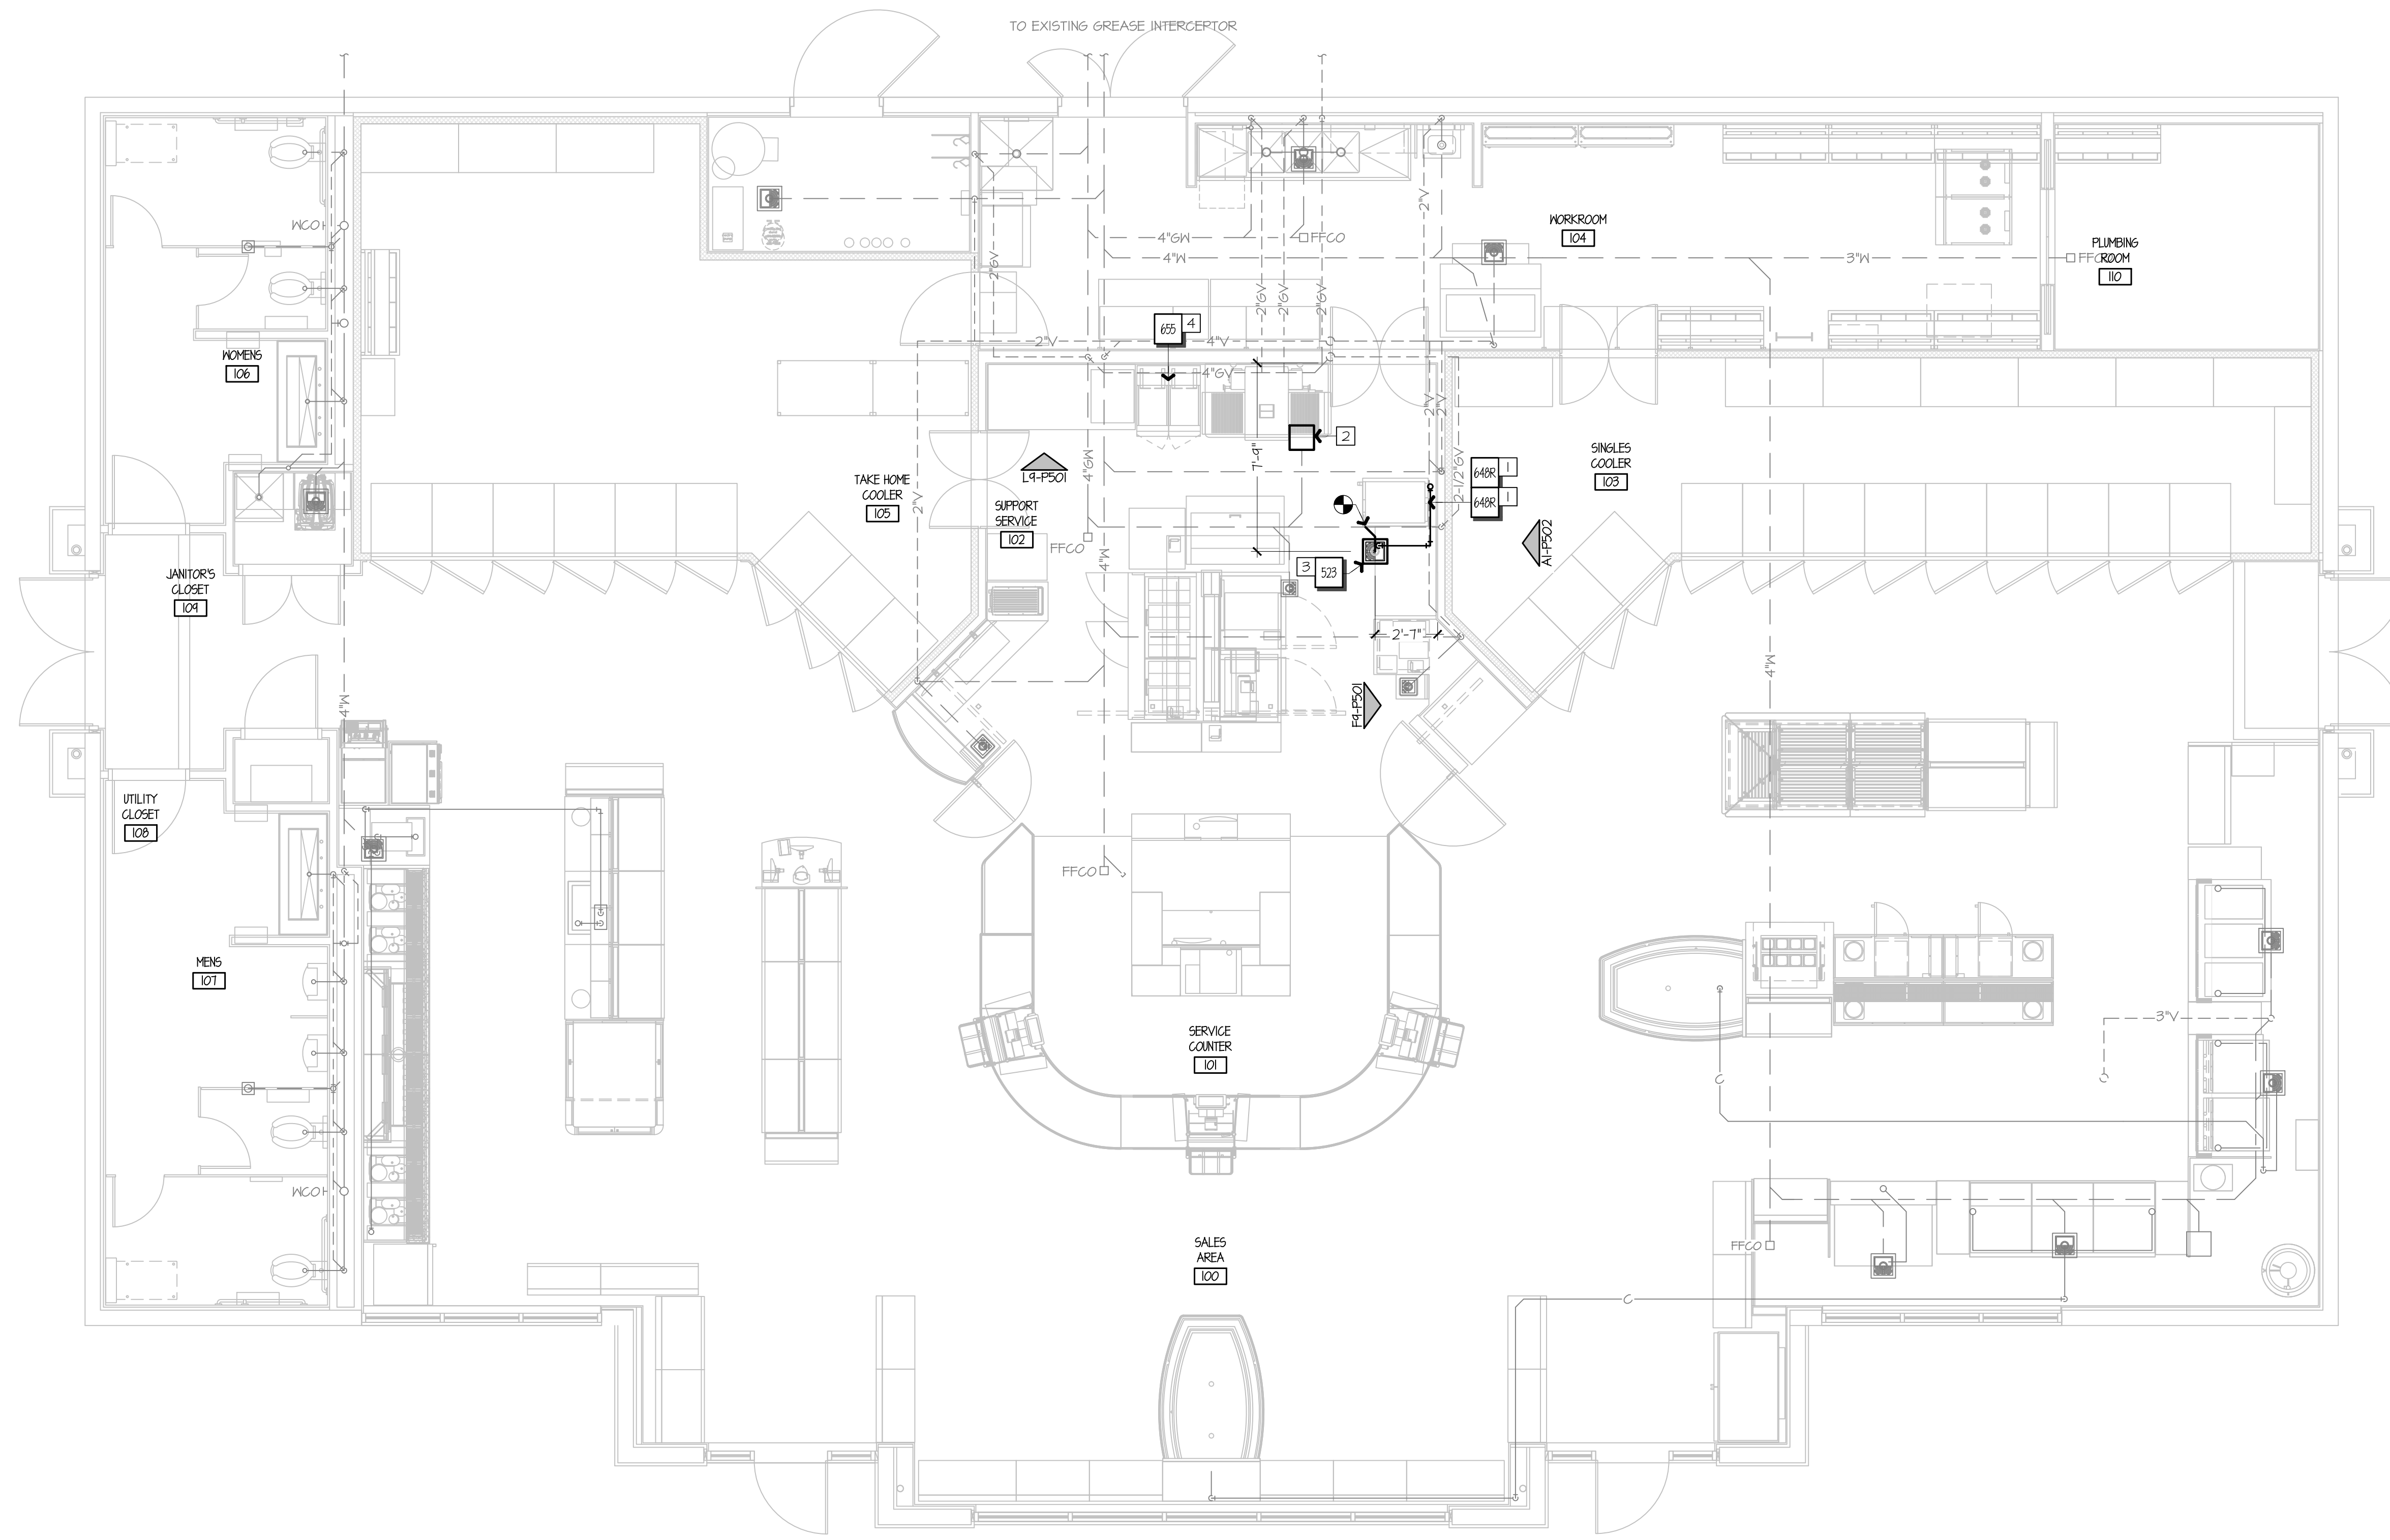 TO EXISTING GREASE INTERCEPTOR
WCO
2"V
WORKROOM
104
4"GW
FFCO
4"W
3"W
FFCO
PLUMBING
ROOM
110
2"GV
2"GV
2"GV
2"GV
655
4
2"V
4"V
4"GV
WOMENS
106
2"V
2"V
2
7'-9"
4"GW
2-1/2"GV
648R
1
648R
1
SINGLES
COOLER
103
L9-P501
TAKE HOME
COOLER
105
2"V
SUPPORT
SERVICE
102
FFCO
4"W
A1-P502
3
523
JANITOR'S
CLOSET
109
2'-7"
4"W
4"W
F9-P501
UTILITY
CLOSET
108
FFCO
MENS
107
SERVICE
COUNTER
101
3"V
WCO
SALES
AREA
100
FFCO